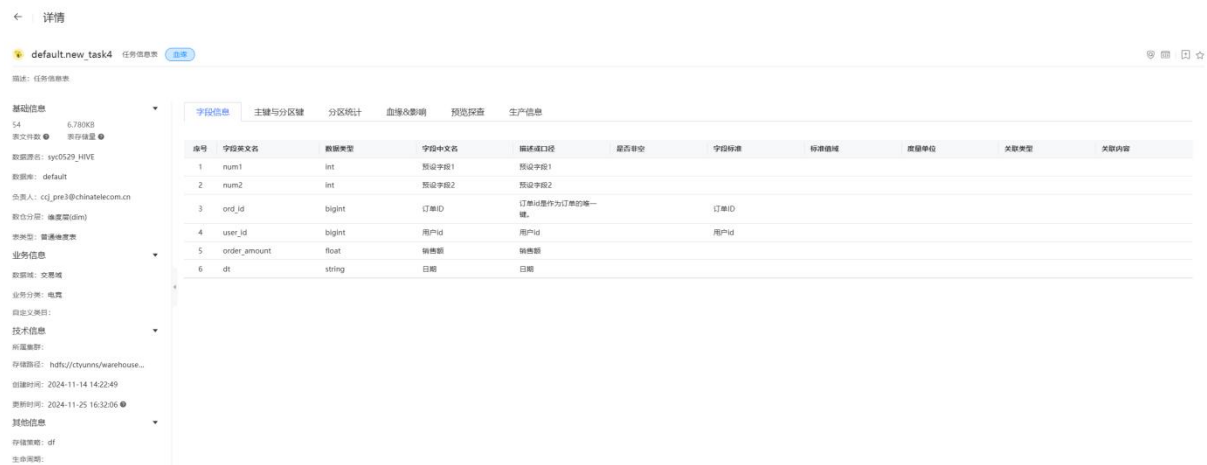 详情
default.new_task4 任务信息表 业务
描述：任务信息表
基础信息
54 6.780KB
表文件数 表存储量
数据源名：syc0529_HIVE
数据库：default
负责人：ccj_pre3@chinatelecom.cn
数仓分层：维度层(dim)
表类型：普通维度表
业务信息
数据域：交易域
业务分类：电商
自定义类目：
技术信息
所属集群：
存储路径：hdfs://ctyunns/warehouse...
创建时间：2024-11-14 14:22:49
更新时间：2024-11-25 16:32:06
其他信息
存储策略：df
生命周期：
字段信息 主键与分区键 分区统计 血缘&影响 预览探查 生产信息
序号 字段英文名 数据类型 字段中文名 描述或口径 是否非空 字段标准 标准值域 度量单位 关联类型 关联内容
1 num1 int 预设字段1 预设字段1
2 num2 int 预设字段2 预设字段2
3 ord_id bigint 订单ID 订单id是作为订单的唯一键。 订单ID
4 user_id bigint 用户id 用户id 用户id
5 order_amount float 销售额 销售额
6 dt string 日期 日期